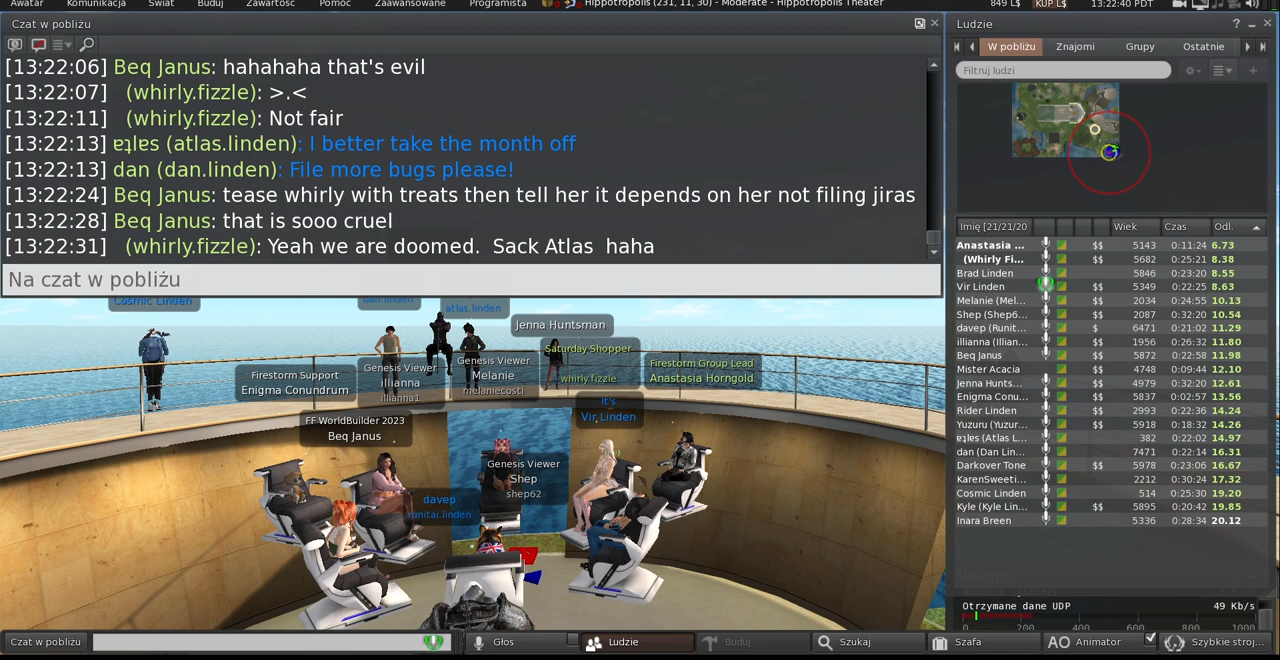 Awatar Komunikacja Świat Buduj Zawartość Pomoc Zaawansowane Programista Hippotropolis (231, 11, 30) - Moderate - Hippotropolis Theater 849 L$ KUP L$ 13:22:40 PDT
Czat w pobliżu
[13:22:06] Beq Janus: hahahaha that's evil
[13:22:07] (whirly.fizzle): >.<
[13:22:11] (whirly.fizzle): Not fair
[13:22:13] ɐʇlɐs (atlas.linden): I better take the month off
[13:22:13] dan (dan.linden): File more bugs please!
[13:22:24] Beq Janus: tease whirly with treats then tell her it depends on her not filing jiras
[13:22:28] Beq Janus: that is sooo cruel
[13:22:31] (whirly.fizzle): Yeah we are doomed. Sack Atlas haha
Na czat w pobliżu
Cosmic Linden
dan.linden
atlas.linden
Jenna Huntsman
Saturday Shopper
whirly.fizzle
Firestorm Group Lead
Anastasia Horngold
Genesis Viewer
Melanie
melaniecosti
Genesis Viewer
Illianna
illianna1
Firestorm Support
Enigma Conundrum
It's
Vir Linden
FF WorldBuilder 2023
Beq Janus
Genesis Viewer
Shep
shep62
davep
runitai.linden
Ludzie
W pobliżu Znajomi Grupy Ostatnie
Filtruj ludzi
Imię [21/21/20 Wiek Czas Odl.
Anastasia ... $$ 5143 0:11:24 6.73
(Whirly Fi... $$ 5682 0:25:21 8.38
Brad Linden 5846 0:23:20 8.55
Vir Linden $$ 5349 0:22:25 8.63
Melanie (Mel... $$ 2034 0:24:55 10.13
Shep (Shep6... $$ 2087 0:32:20 10.54
davep (Runit... $ 6471 0:21:02 11.29
illianna (Illian... $$ 1956 0:26:32 11.80
Beq Janus $$ 5872 0:22:58 11.98
Mister Acacia $$ 4748 0:09:44 12.10
Jenna Hunts... $$ 4979 0:32:20 12.61
Enigma Conu... $$ 5837 0:02:57 13.56
Rider Linden $$ 2993 0:22:36 14.24
Yuzuru (Yuzur... $$ 5918 0:18:32 14.26
ɐʇlɐs (Atlas L... 382 0:22:02 14.97
dan (Dan Lin... 7471 0:22:14 16.31
Darkover Tone $$ 5978 0:23:06 16.67
KarenSweeti... 2212 0:30:24 17.32
Cosmic Linden 514 0:25:30 19.20
Kyle (Kyle Lin... $$ 5895 0:20:42 19.85
Inara Breen 5336 0:28:34 20.12
Otrzymane dane UDP 49 Kb/s
0 200 400 600 800 1000
Czat w pobliżu Głos Ludzie Buduj Szukaj Szafa AO Animator Szybkie stroj...